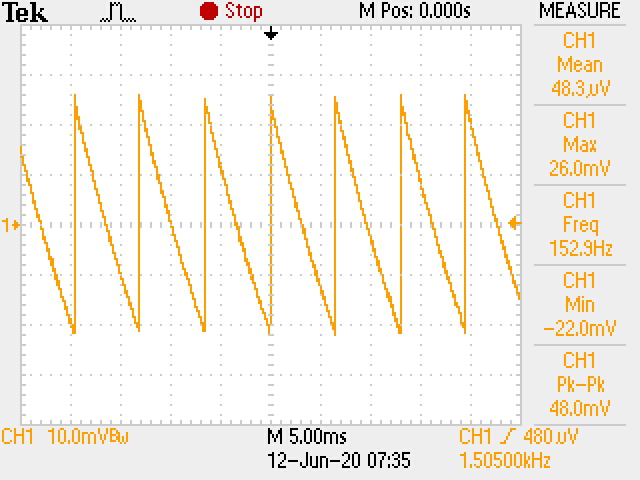 Tek Stop M Pos: 0.000s MEASURE
CH1
Mean
48.3µV
CH1
Max
26.0mV
CH1
Freq
152.9Hz
CH1
Min
-22.0mV
CH1
Pk-Pk
48.0mV
1
CH1 10.0mVBw M 5.00ms CH1 480µV
12-Jun-20 07:35 1.50500kHz